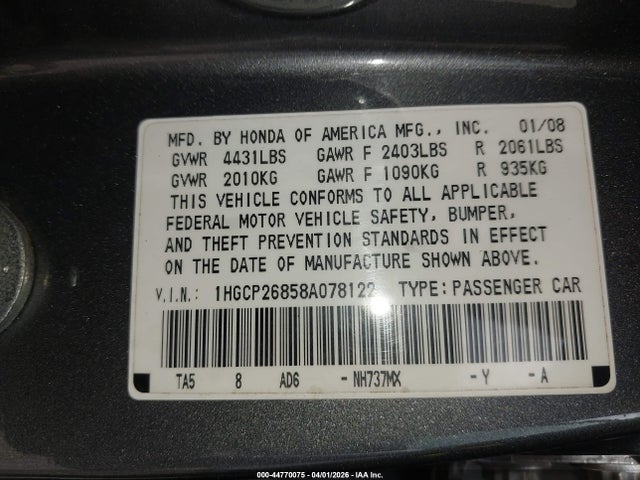 MFD. BY HONDA OF AMERICA MFG., INC. 01/08
GVWR 4431LBS GAWR F 2403LBS R 2061LBS
GVWR 2010KG GAWR F 1090KG R 935KG
THIS VEHICLE CONFORMS TO ALL APPLICABLE
FEDERAL MOTOR VEHICLE SAFETY, BUMPER,
AND THEFT PREVENTION STANDARDS IN EFFECT
ON THE DATE OF MANUFACTURE SHOWN ABOVE.
V.I.N.: 1HGCP26858A078122 TYPE: PASSENGER CAR
TA5 8 AD6 - NH737MX - Y - A
000-44770075 - 04/01/2026 - IAA Inc.